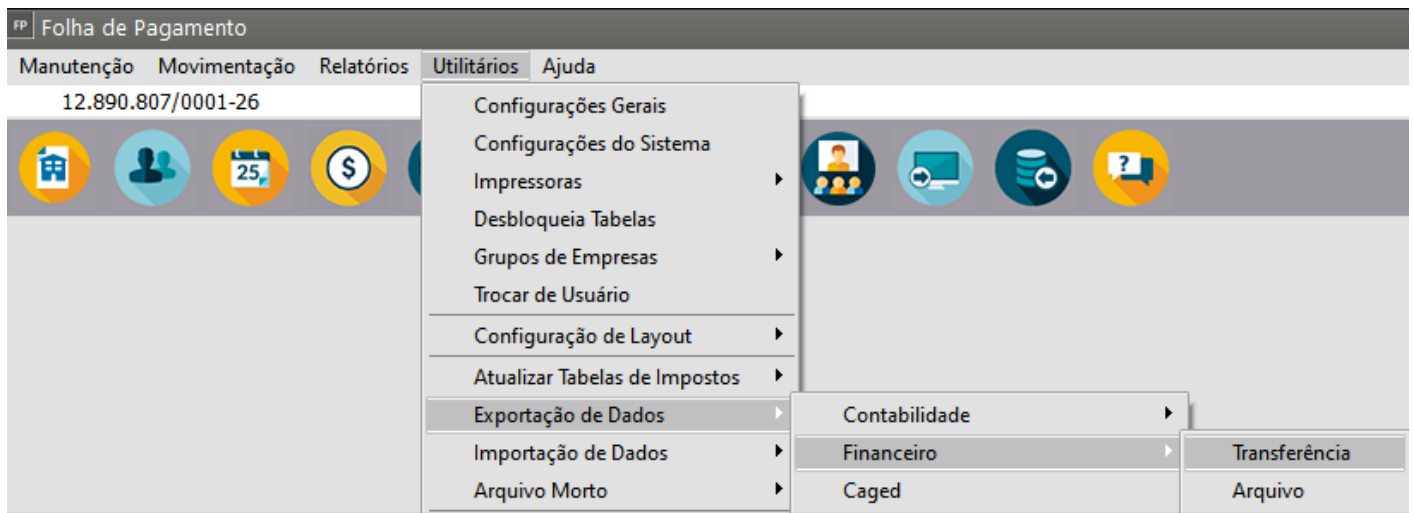 FP Folha de Pagamento
Manutenção Movimentação Relatórios Utilitários Ajuda
12.890.807/0001-26
Configurações Gerais
Configurações do Sistema
Impressoras
Desbloqueia Tabelas
Grupos de Empresas
Trocar de Usuário
Configuração de Layout
Atualizar Tabelas de Impostos
Exportação de Dados
Importação de Dados
Arquivo Morto
Contabilidade
Financeiro
Caged
Transferência
Arquivo
25
$
?